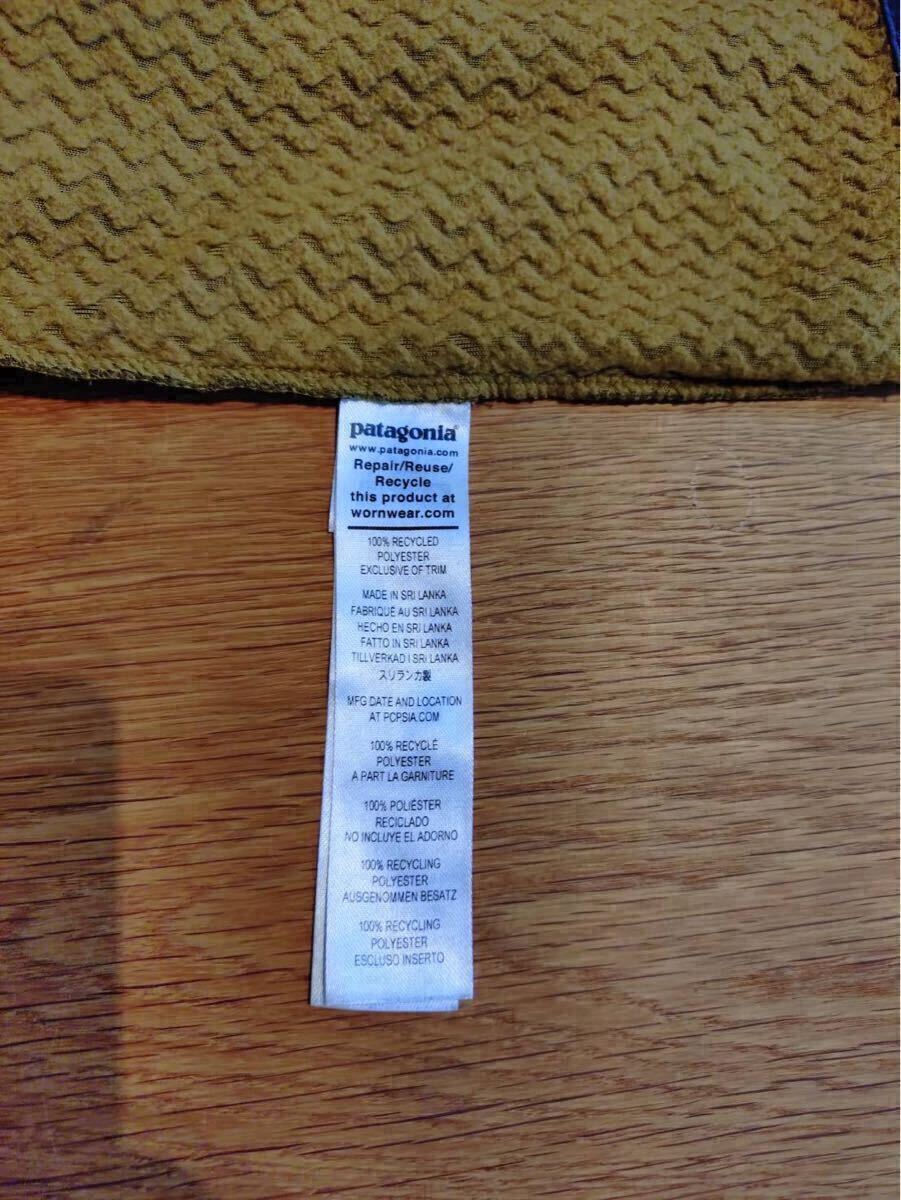 patagonia®
www.patagonia.com
Repair/Reuse/
Recycle
this product at
wornwear.com
100% RECYCLED
POLYESTER
EXCLUSIVE OF TRIM
MADE IN SRI LANKA
FABRIQUÉ AU SRI LANKA
HECHO EN SRI LANKA
FATTO IN SRI LANKA
TILLVERKAD I SRI LANKA
スリランカ製
MFG DATE AND LOCATION
AT PCPSIA.COM
100% RECYCLÉ
POLYESTER
A PART LA GARNITURE
100% POLIÉSTER
RECICLADO
NO INCLUYE EL ADORNO
100% RECYCLING
POLYESTER
AUSGENOMMEN BESATZ
100% RECYCLING
POLYESTER
ESCLUSO INSERTO